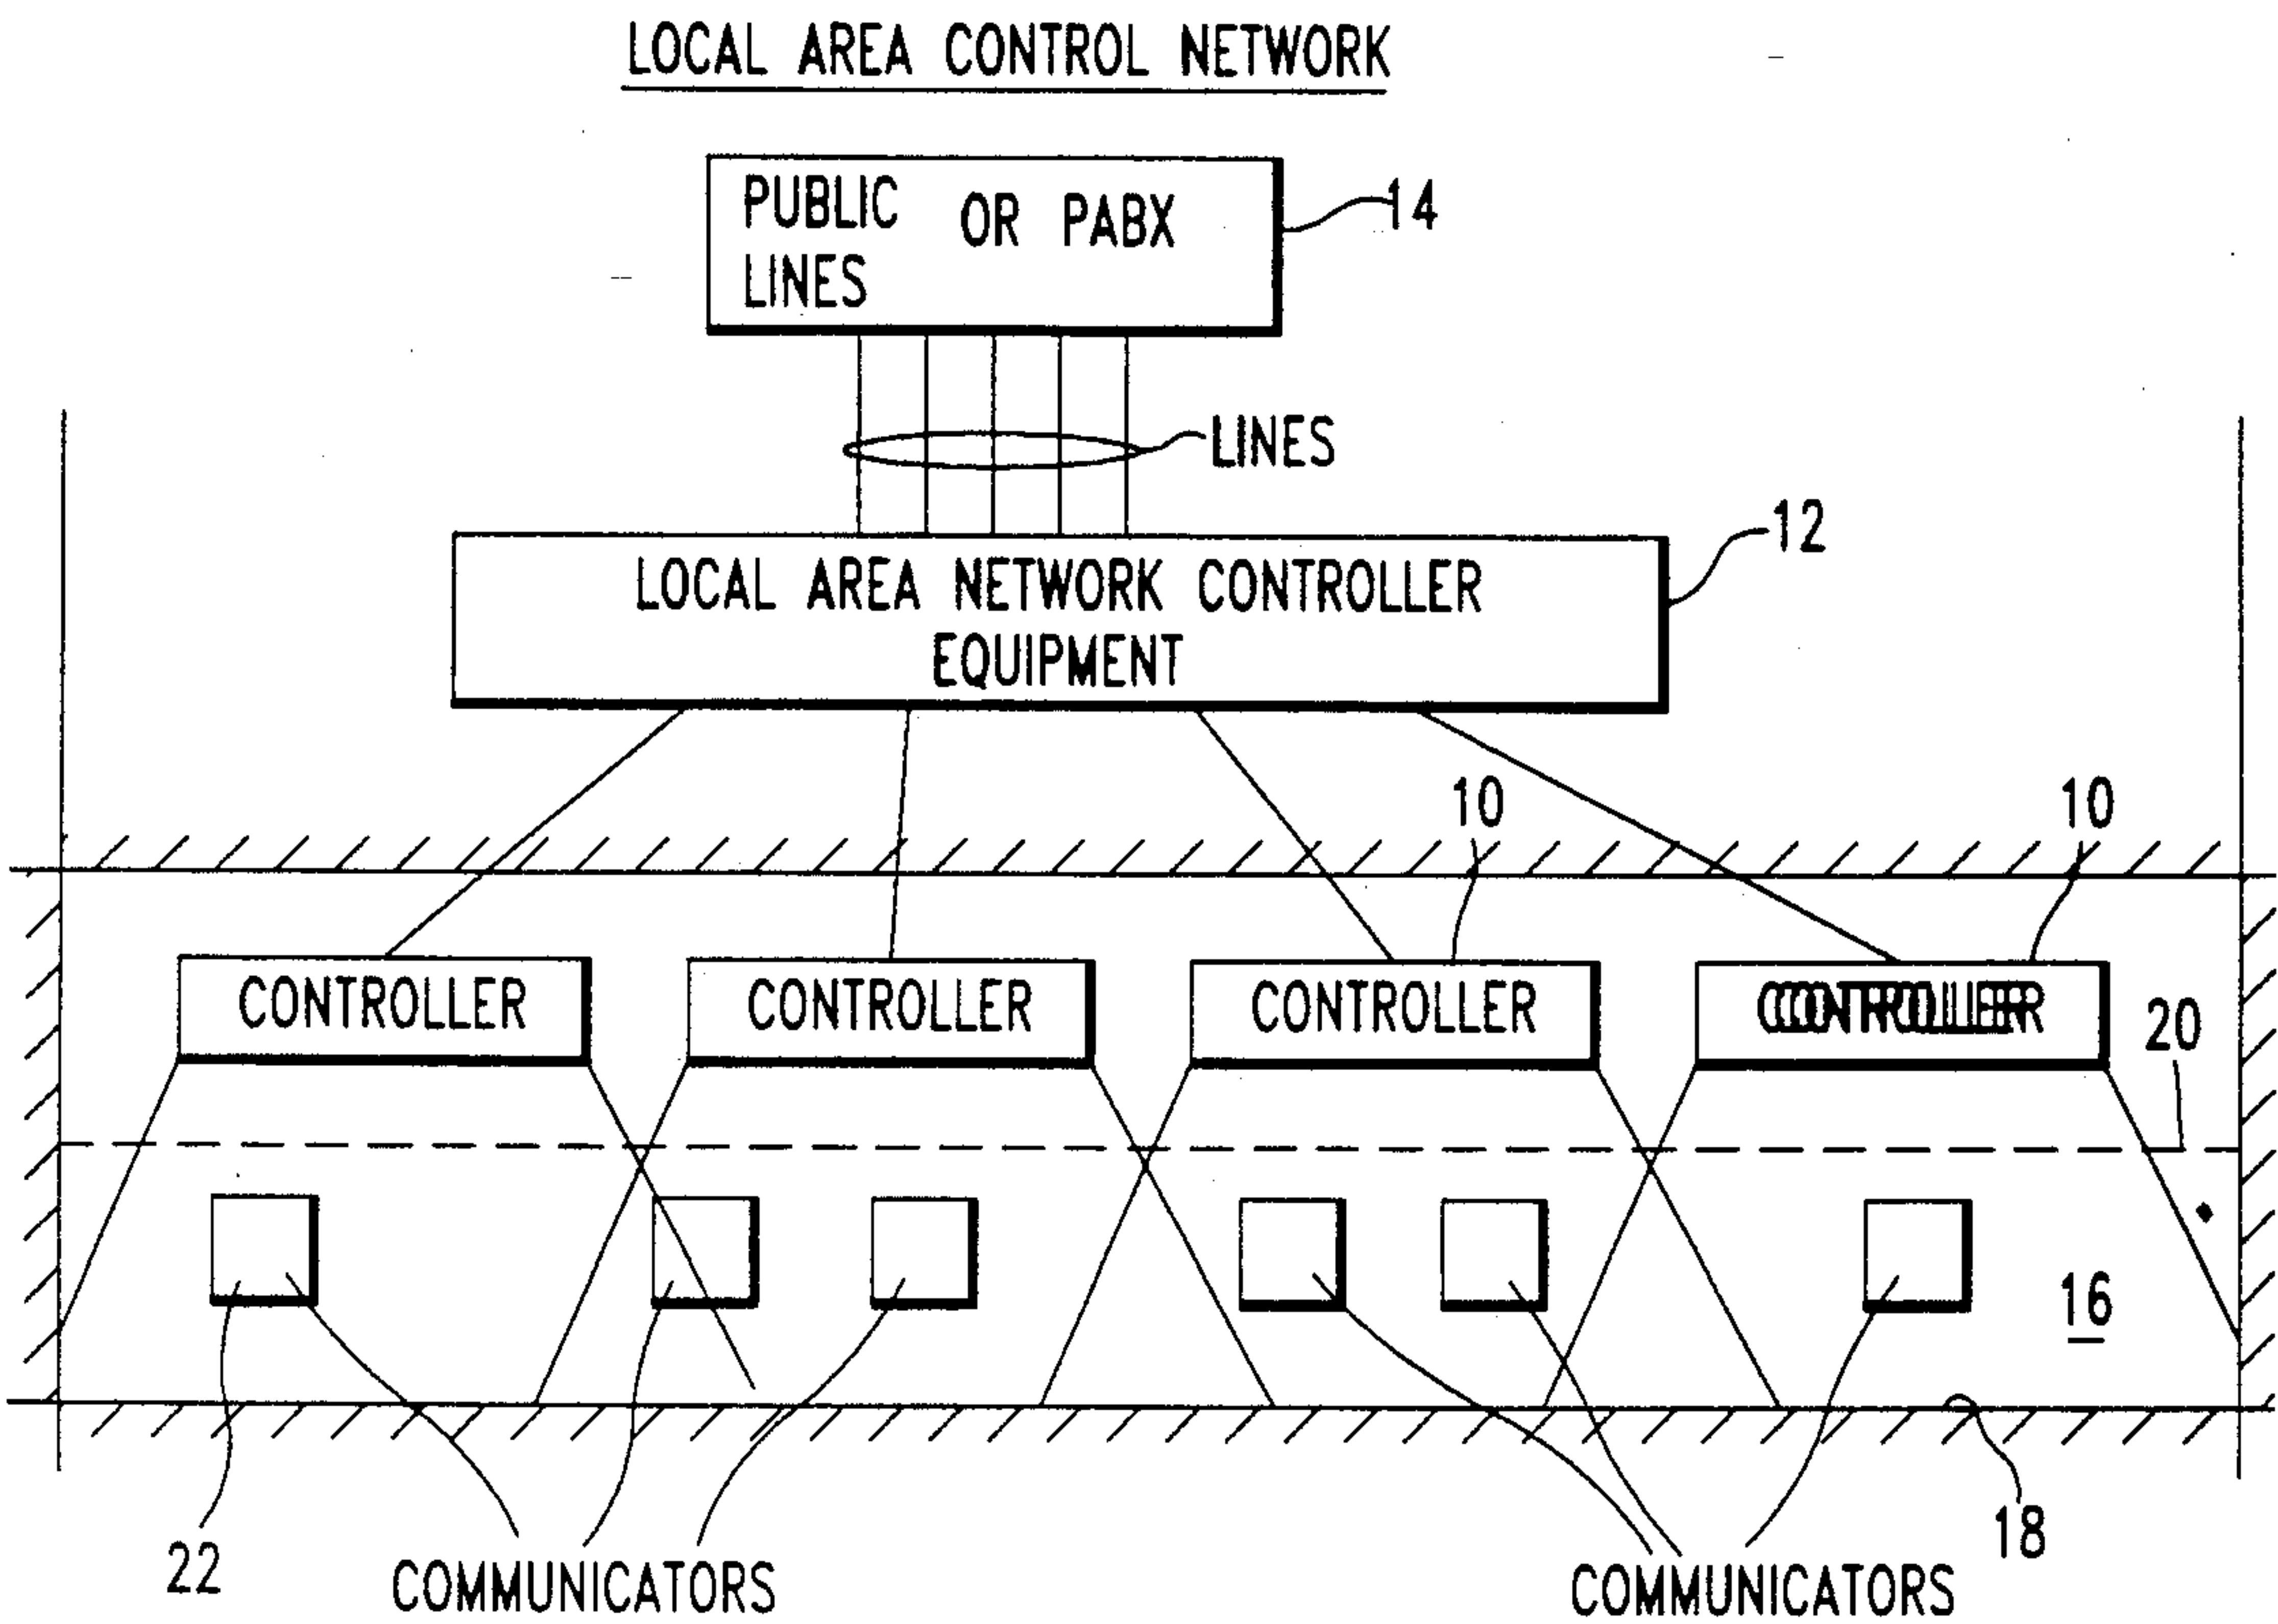 LOCAL AREA CONTROL NETWORK
PUBLIC OR PABX
LINES
14
LINES
12
LOCAL AREA NETWORK CONTROLLER
EQUIPMENT
10
10
CONTROLLER
CONTROLLER
CONTROLLER
CONTROLLER
20
16
18
22
COMMUNICATORS
COMMUNICATORS